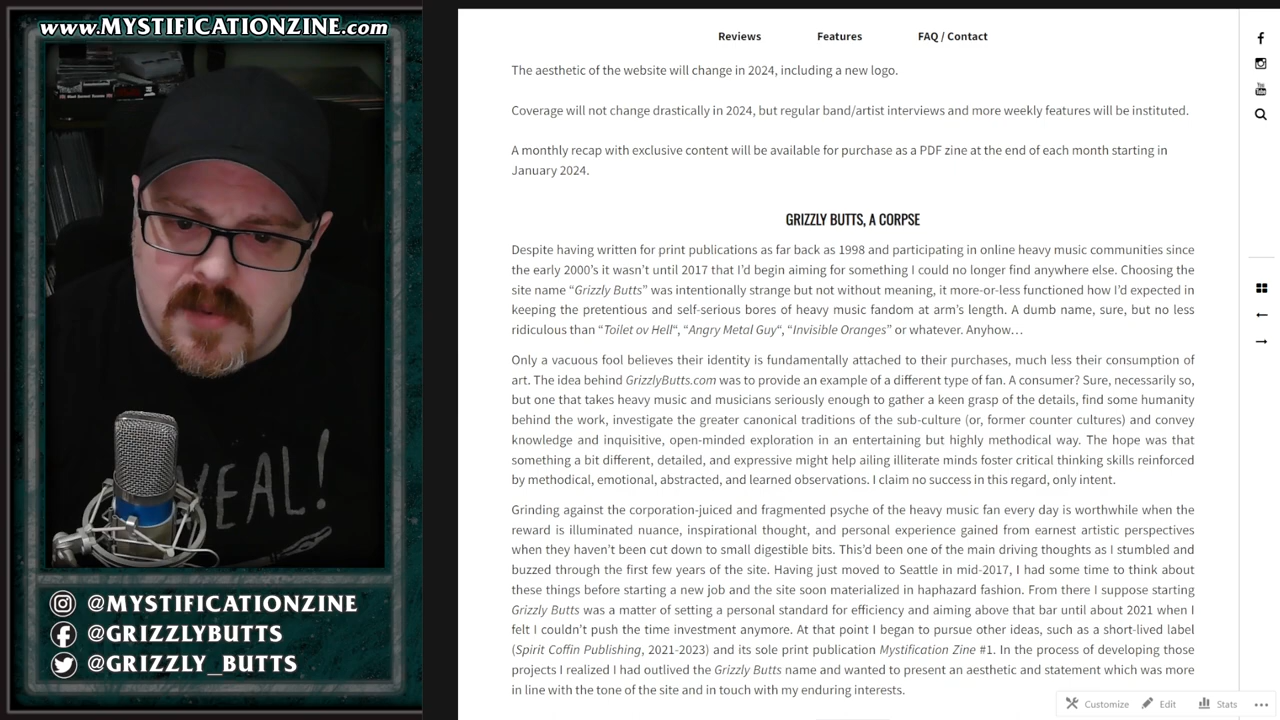 www.MYSTIFICATIONZINE.com
YEAL!
@MYSTIFICATIONZINE
@GRIZZLYBUTTS
@GRIZZLY_BUTTS
Reviews Features FAQ / Contact
The aesthetic of the website will change in 2024, including a new logo.
Coverage will not change drastically in 2024, but regular band/artist interviews and more weekly features will be instituted.
A monthly recap with exclusive content will be available for purchase as a PDF zine at the end of each month starting in
January 2024.
GRIZZLY BUTTS, A CORPSE
Despite having written for print publications as far back as 1998 and participating in online heavy music communities since
the early 2000’s it wasn’t until 2017 that I’d begin aiming for something I could no longer find anywhere else. Choosing the
site name “Grizzly Butts” was intentionally strange but not without meaning, it more-or-less functioned how I’d expected in
keeping the pretentious and self-serious bores of heavy music fandom at arm’s length. A dumb name, sure, but no less
ridiculous than “Toilet ov Hell“, “Angry Metal Guy“, “Invisible Oranges” or whatever. Anyhow…
Only a vacuous fool believes their identity is fundamentally attached to their purchases, much less their consumption of
art. The idea behind GrizzlyButts.com was to provide an example of a different type of fan. A consumer? Sure, necessarily so,
but one that takes heavy music and musicians seriously enough to gather a keen grasp of the details, find some humanity
behind the work, investigate the greater canonical traditions of the sub-culture (or, former counter cultures) and convey
knowledge and inquisitive, open-minded exploration in an entertaining but highly methodical way. The hope was that
something a bit different, detailed, and expressive might help ailing illiterate minds foster critical thinking skills reinforced
by methodical, emotional, abstracted, and learned observations. I claim no success in this regard, only intent.
Grinding against the corporation-juiced and fragmented psyche of the heavy music fan every day is worthwhile when the
reward is illuminated nuance, inspirational thought, and personal experience gained from earnest artistic perspectives
when they haven’t been cut down to small digestible bits. This’d been one of the main driving thoughts as I stumbled and
buzzed through the first few years of the site. Having just moved to Seattle in mid-2017, I had some time to think about
these things before starting a new job and the site soon materialized in haphazard fashion. From there I suppose starting
Grizzly Butts was a matter of setting a personal standard for efficiency and aiming above that bar until about 2021 when I
felt I couldn’t push the time investment anymore. At that point I began to pursue other ideas, such as a short-lived label
(Spirit Coffin Publishing, 2021-2023) and its sole print publication Mystification Zine #1. In the process of developing those
projects I realized I had outlived the Grizzly Butts name and wanted to present an aesthetic and statement which was more
in line with the tone of the site and in touch with my enduring interests.
Customize Edit Stats